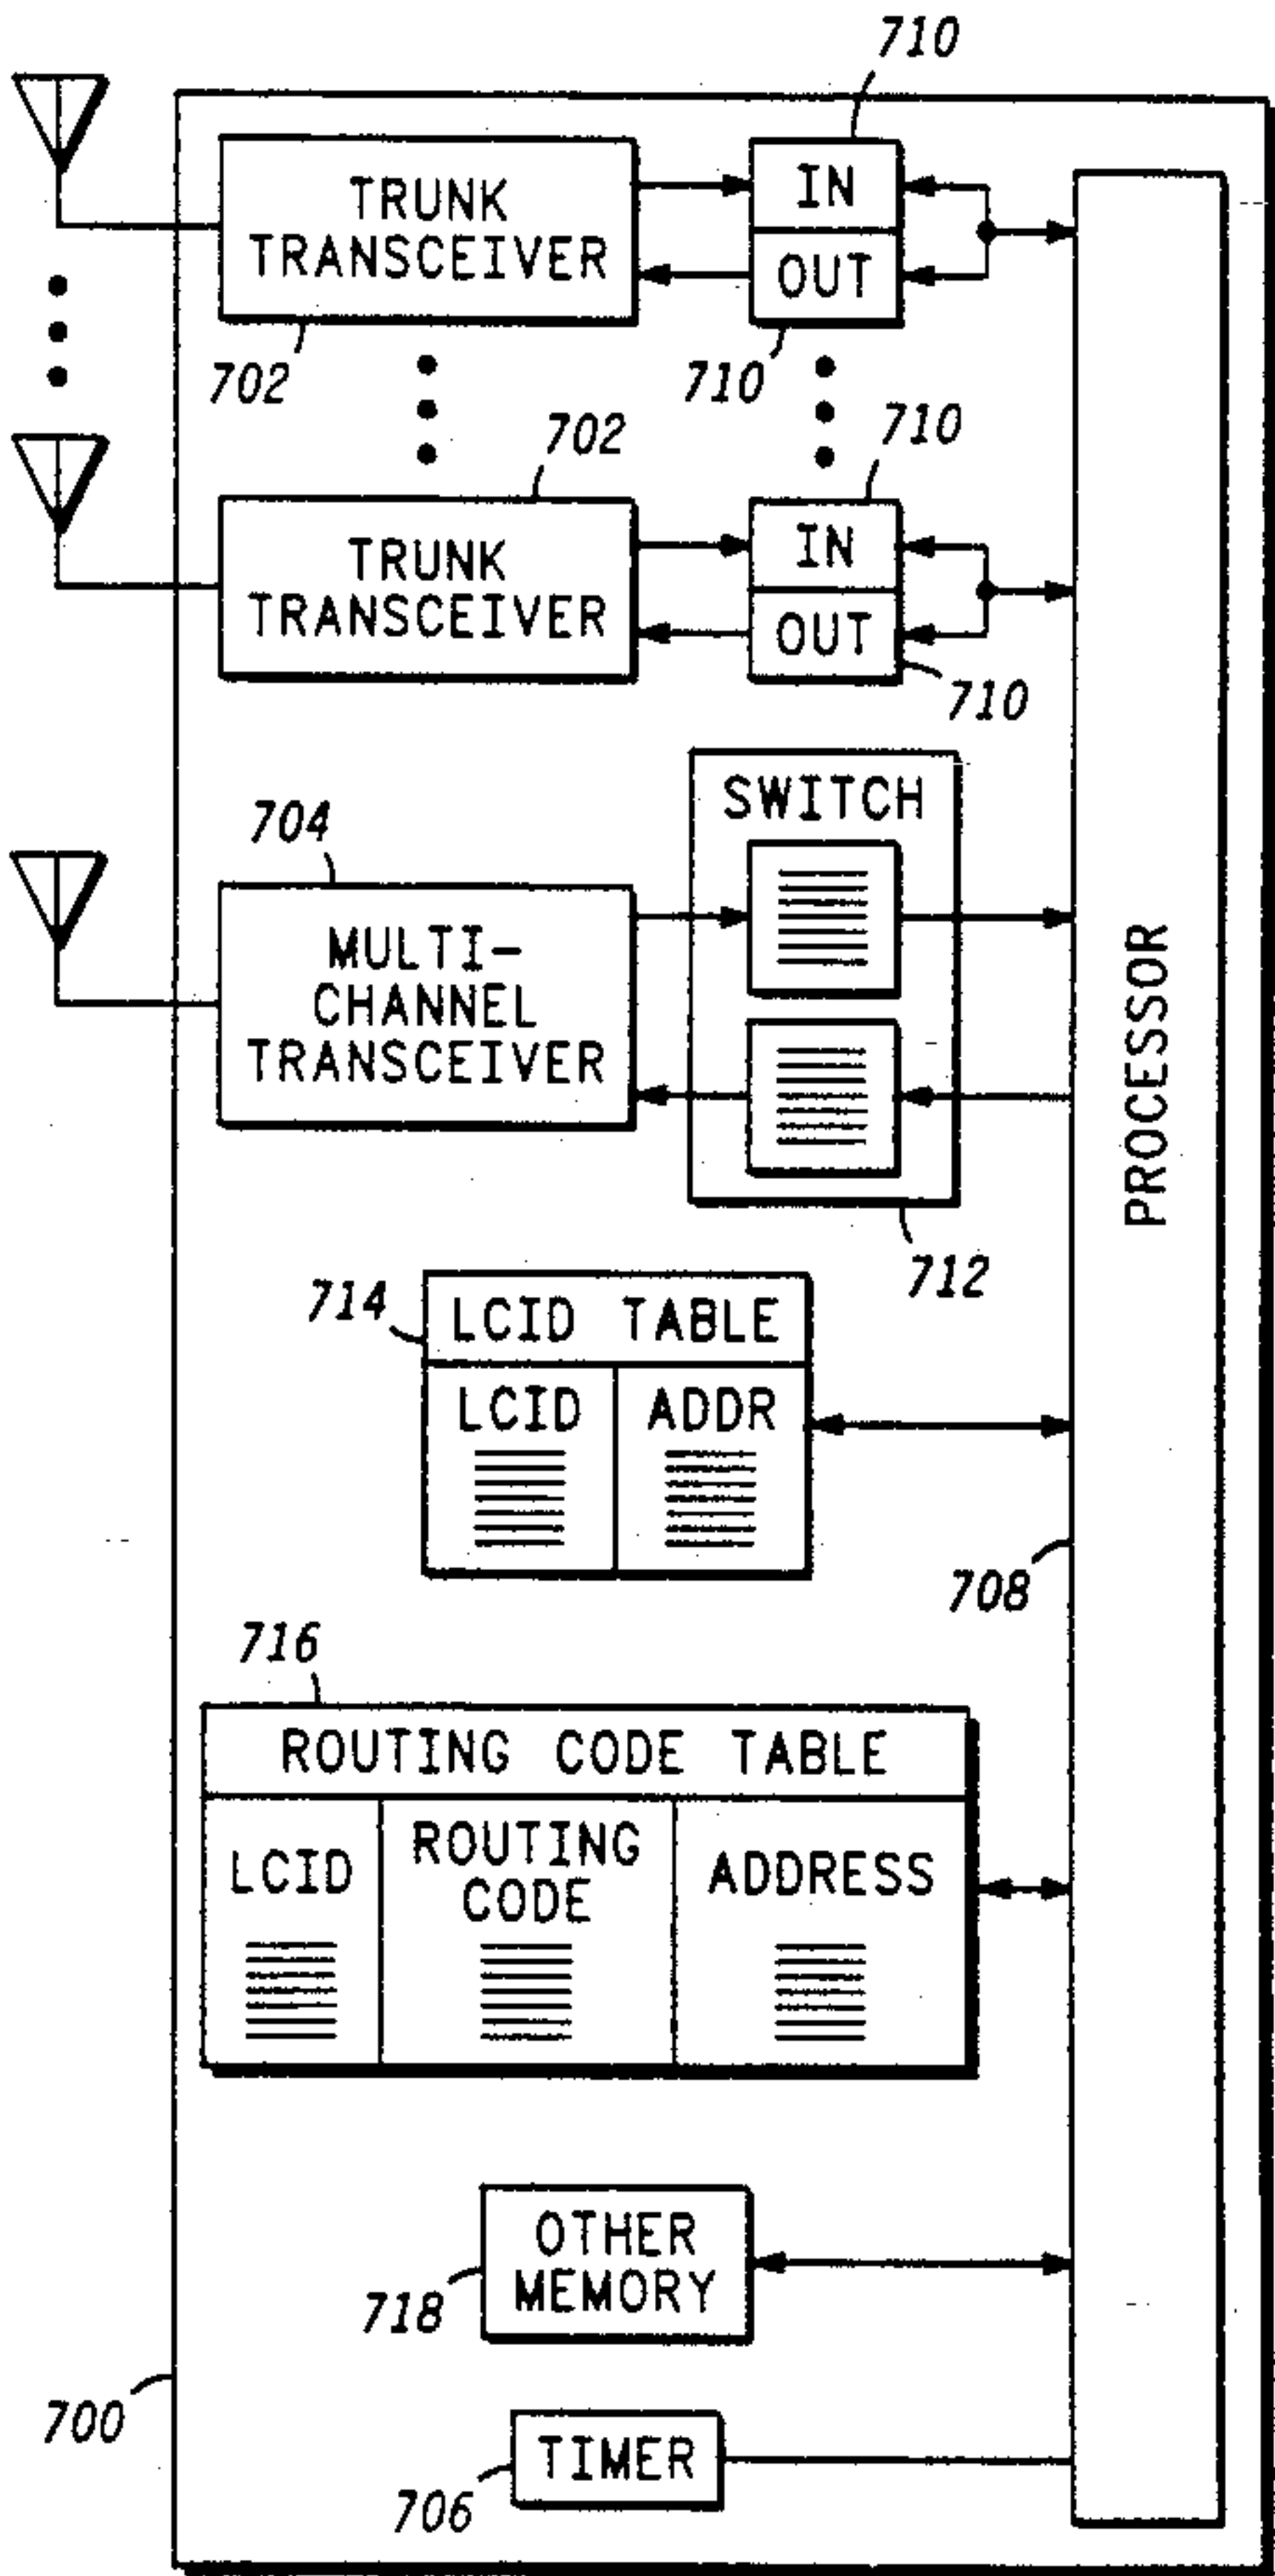 710
TRUNK
TRANSCEIVER
IN
OUT
702
710
702
710
TRUNK
TRANSCEIVER
IN
OUT
710
704
SWITCH
MULTI-
CHANNEL
TRANSCEIVER
PROCESSOR
712
714
LCID TABLE
LCID
ADDR
708
716
ROUTING CODE TABLE
LCID
ROUTING
CODE
ADDRESS
OTHER
MEMORY
718
700
TIMER
706